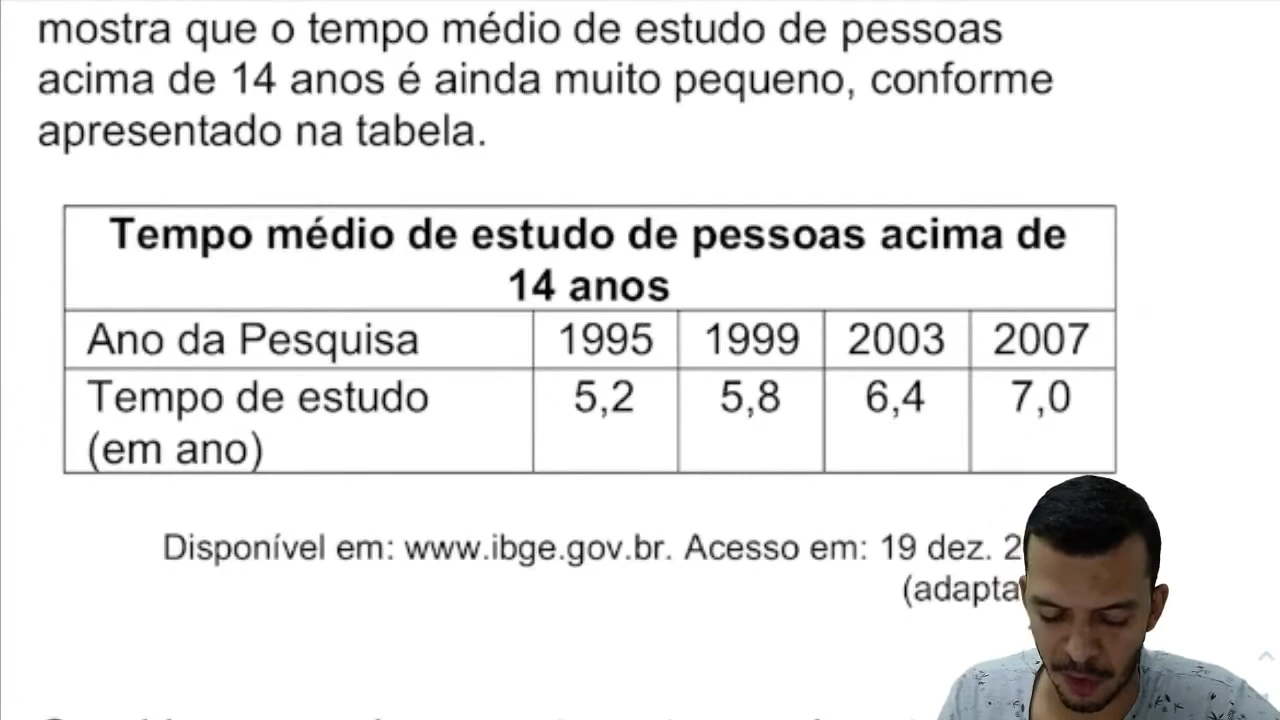 mostra que o tempo médio de estudo de pessoas
acima de 14 anos é ainda muito pequeno, conforme
apresentado na tabela.
Tempo médio de estudo de pessoas acima de
14 anos
Ano da Pesquisa 1995 1999 2003 2007
Tempo de estudo 5,2 5,8 6,4 7,0
(em ano)
Disponível em: www.ibge.gov.br. Acesso em: 19 dez. 2
(adapta